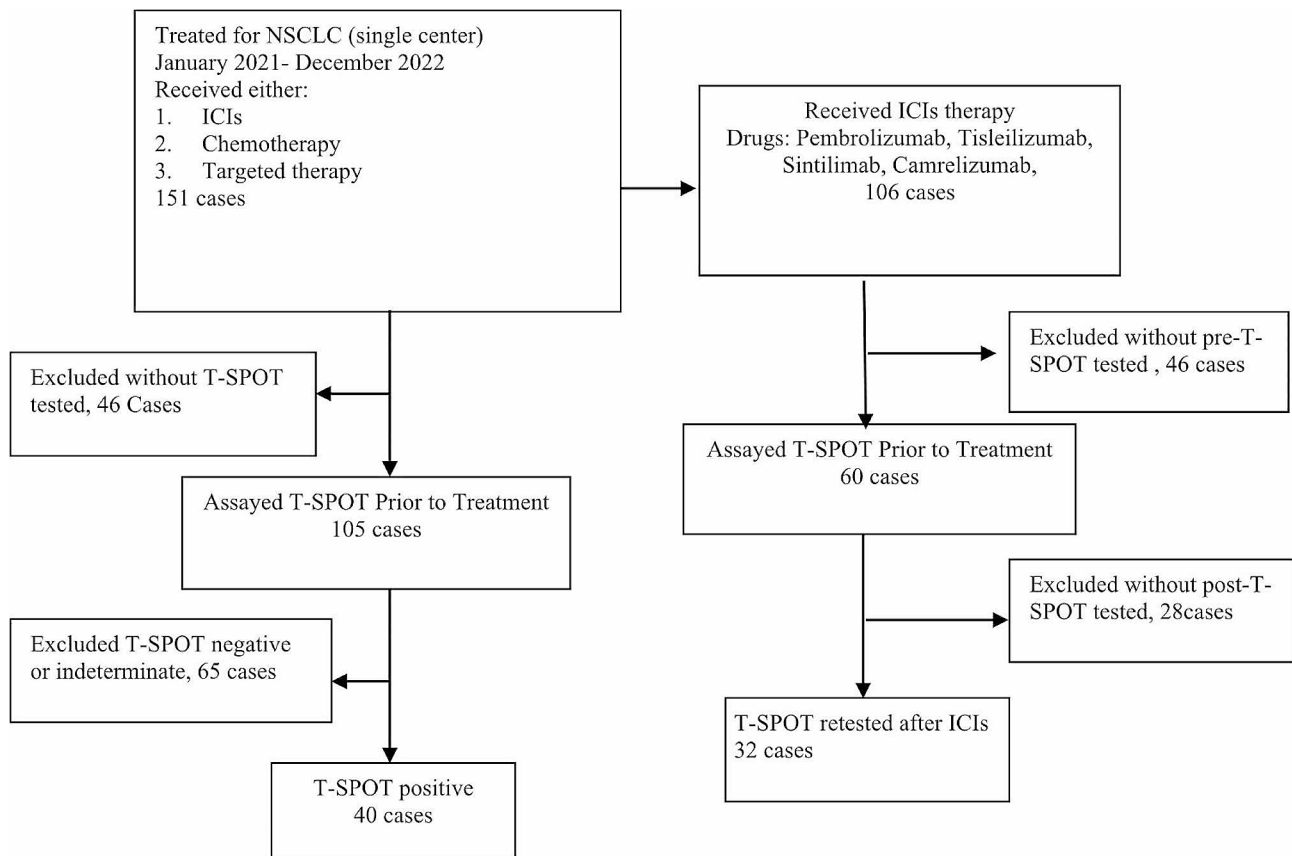 Treated for NSCLC (single center)
January 2021- December 2022
Received either:
1. ICIs
2. Chemotherapy
3. Targeted therapy
151 cases
Received ICIs therapy
Drugs: Pembrolizumab, Tisleilizumab,
Sintilimab, Camrelizumab,
106 cases
Excluded without T-SPOT
tested, 46 Cases
Excluded without pre-T-
SPOT tested , 46 cases
Assayed T-SPOT Prior to Treatment
105 cases
Assayed T-SPOT Prior to Treatment
60 cases
Excluded T-SPOT negative
or indeterminate, 65 cases
Excluded without post-T-
SPOT tested, 28cases
T-SPOT positive
40 cases
T-SPOT retested after ICIs
32 cases